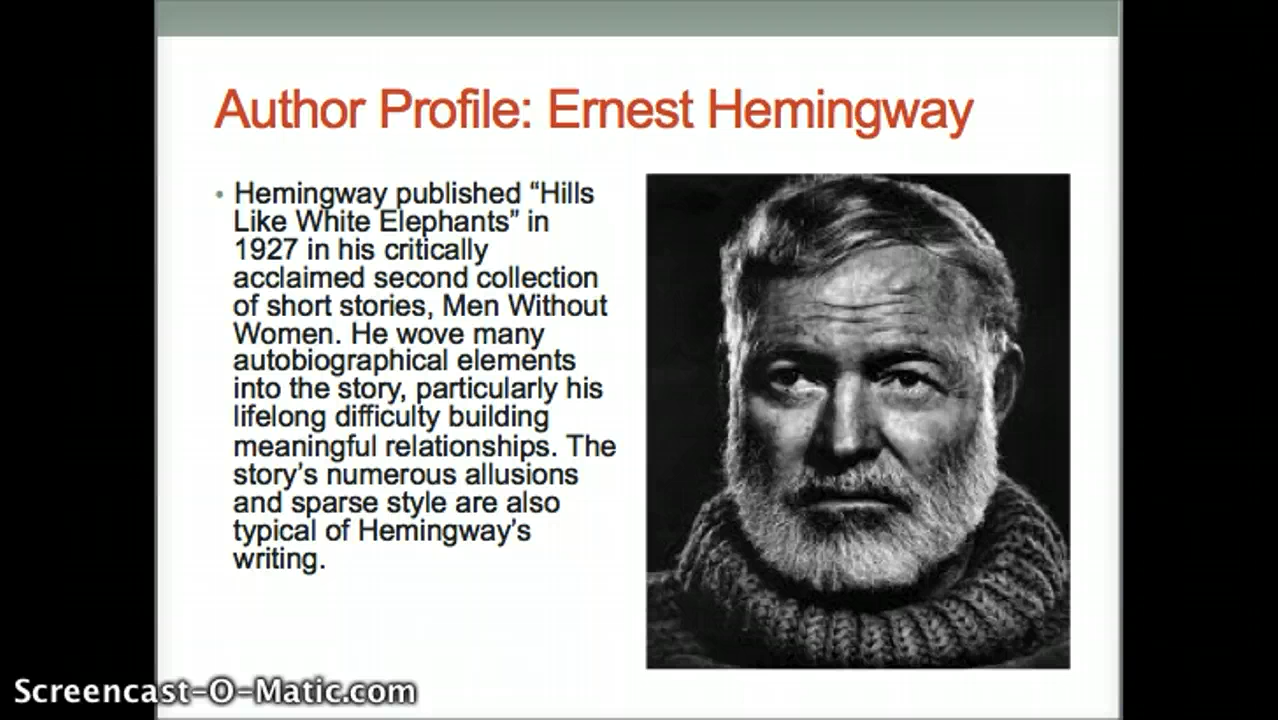 Author Profile: Ernest Hemingway
• Hemingway published “Hills
Like White Elephants” in
1927 in his critically
acclaimed second collection
of short stories, Men Without
Women. He wove many
autobiographical elements
into the story, particularly his
lifelong difficulty building
meaningful relationships. The
story’s numerous allusions
and sparse style are also
typical of Hemingway’s
writing.
Screencast-O-Matic.com